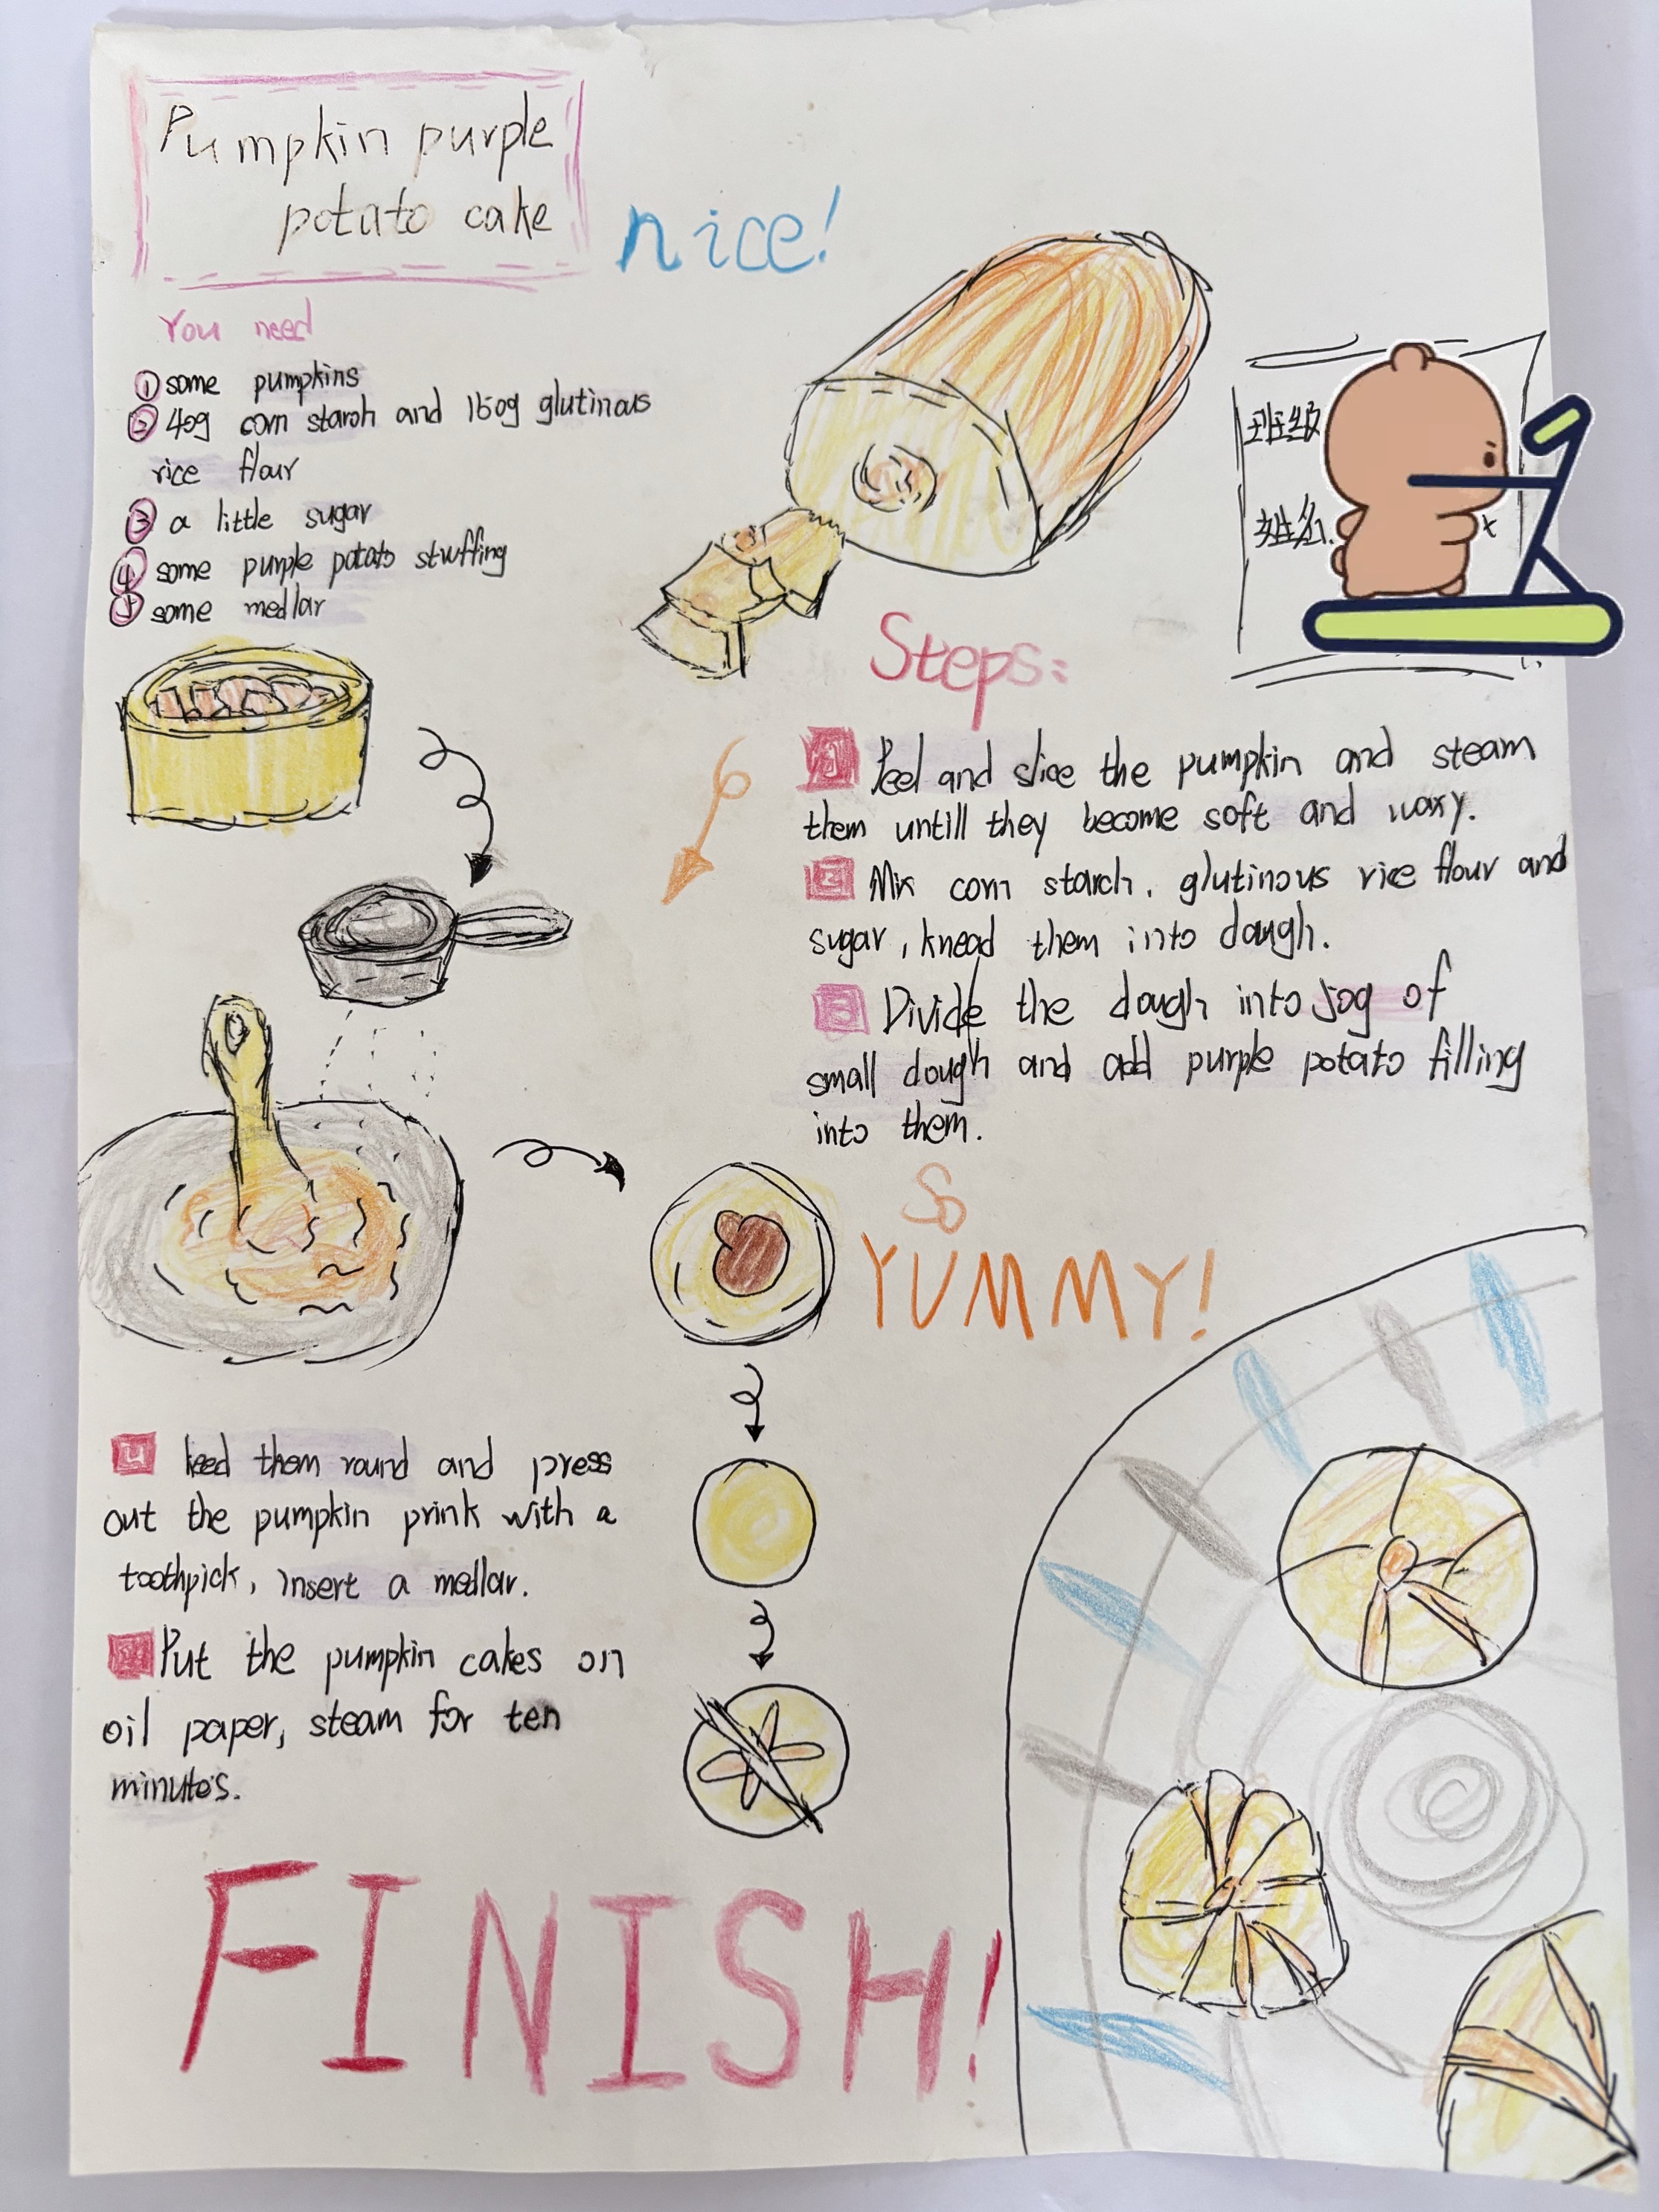 Pumpkin purple
potato cake
nice!
You need
① some pumpkins
② 40g corn starch and 150g glutinous
rice flour
③ a little sugar
④ some purple potato stuffing
⑤ some medlar
班级
姓名
Steps:
1 Peel and slice the pumpkin and steam
them untill they become soft and waxy.
2 Mix corn starch, glutinous rice flour and
sugar, knead them into dough.
3 Divide the dough into 50g of
small dough and add purple potato filling
into them.
So
YUMMY!
4 keed them round and press
out the pumpkin prink with a
toothpick, insert a medlar.
Put the pumpkin cakes on
oil paper, steam for ten
minutes.
FINISH!